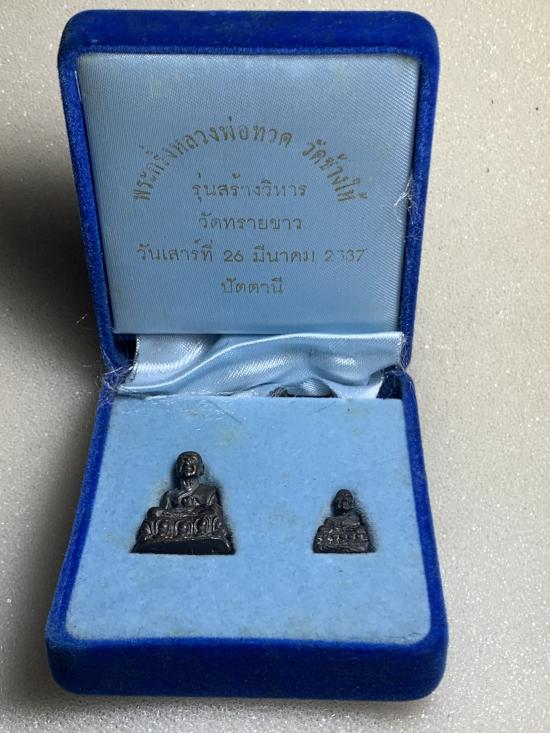 พระกริ่งหลวงพ่อทวด วัดช้างให้
รุ่นสร้างวิหาร
วัดทรายขาว
วันเสาร์ที่ 26 มีนาคม 2537
ปัตตานี